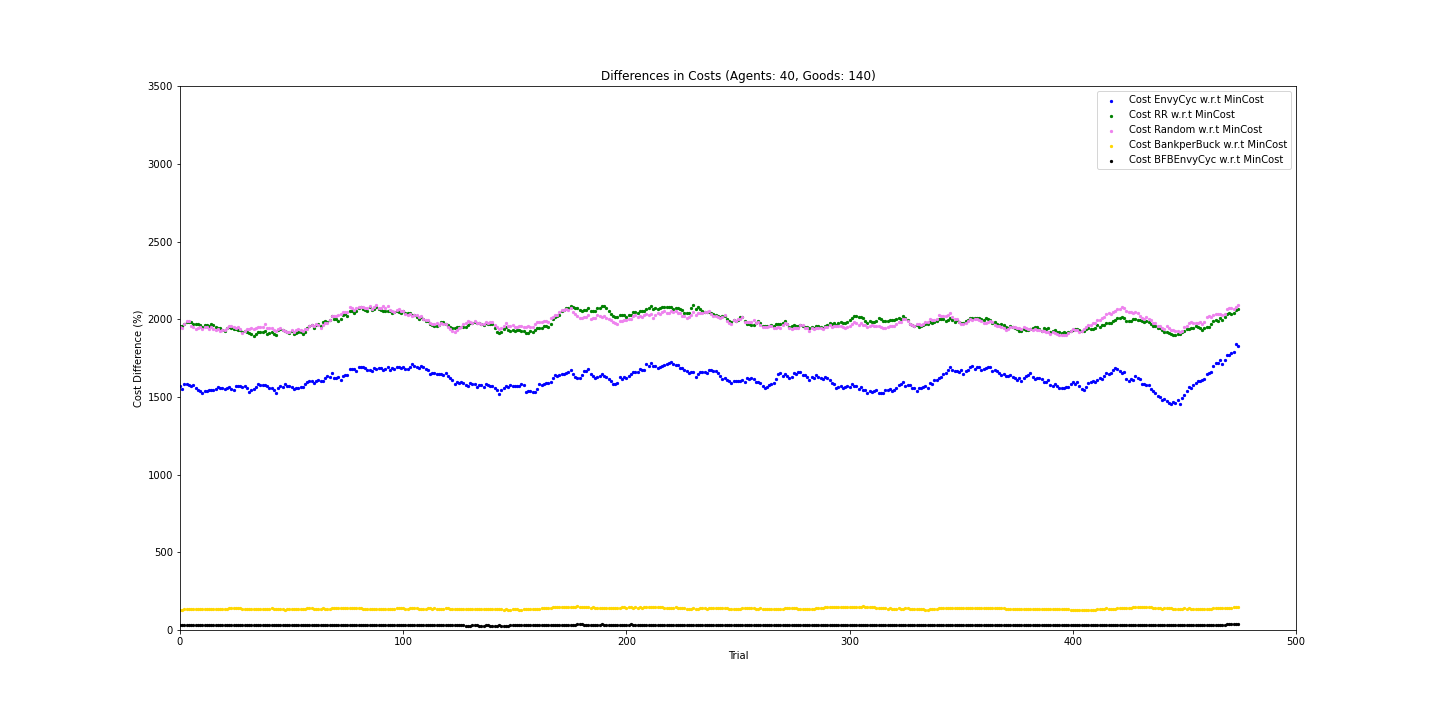 Differences in Costs (Agents: 40, Goods: 140)
3500
3000
2500
2000
1500
1000
500
0
Cost Difference (%)
Cost EnvyCyc w.r.t MinCost
Cost RR w.r.t MinCost
Cost Random w.r.t MinCost
Cost BankperBuck w.r.t MinCost
Cost BFBEnvyCyc w.r.t MinCost
0 100 200 300 400 500
Trial